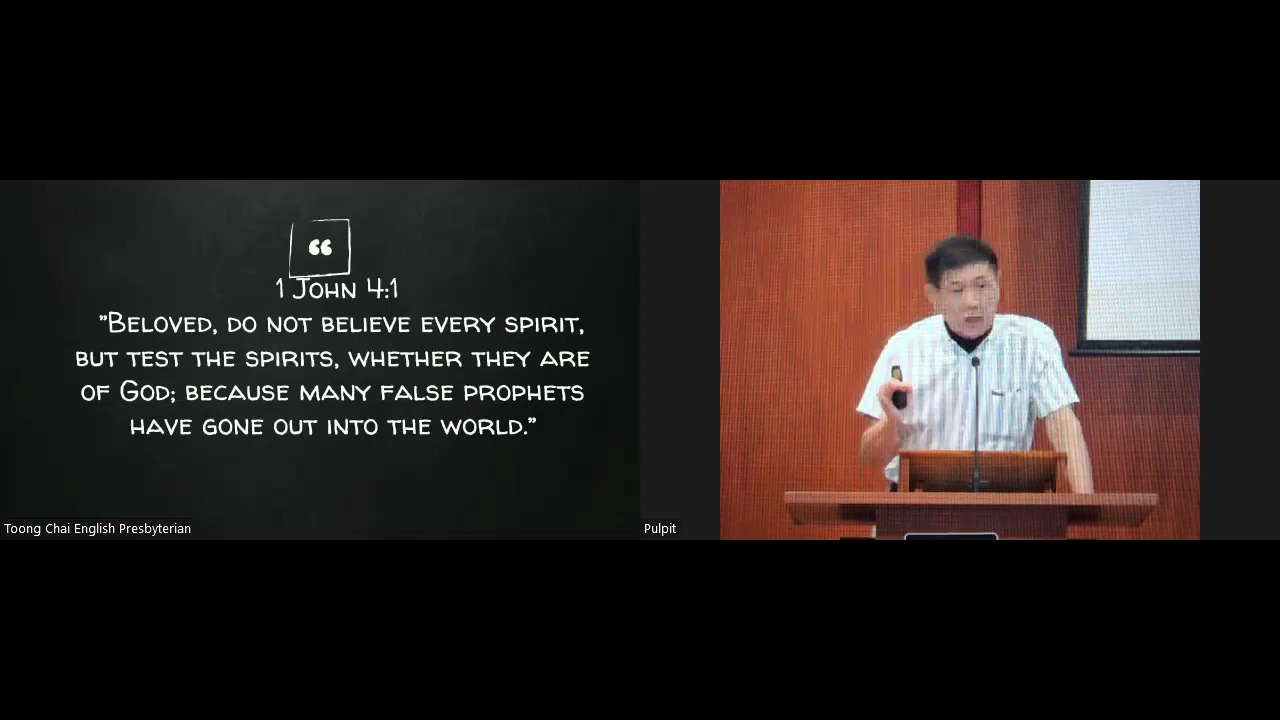 “
1 John 4:1
”Beloved, do not believe every spirit,
but test the spirits, whether they are
of God; because many false prophets
have gone out into the world.”
Toong Chai English Presbyterian
Pulpit